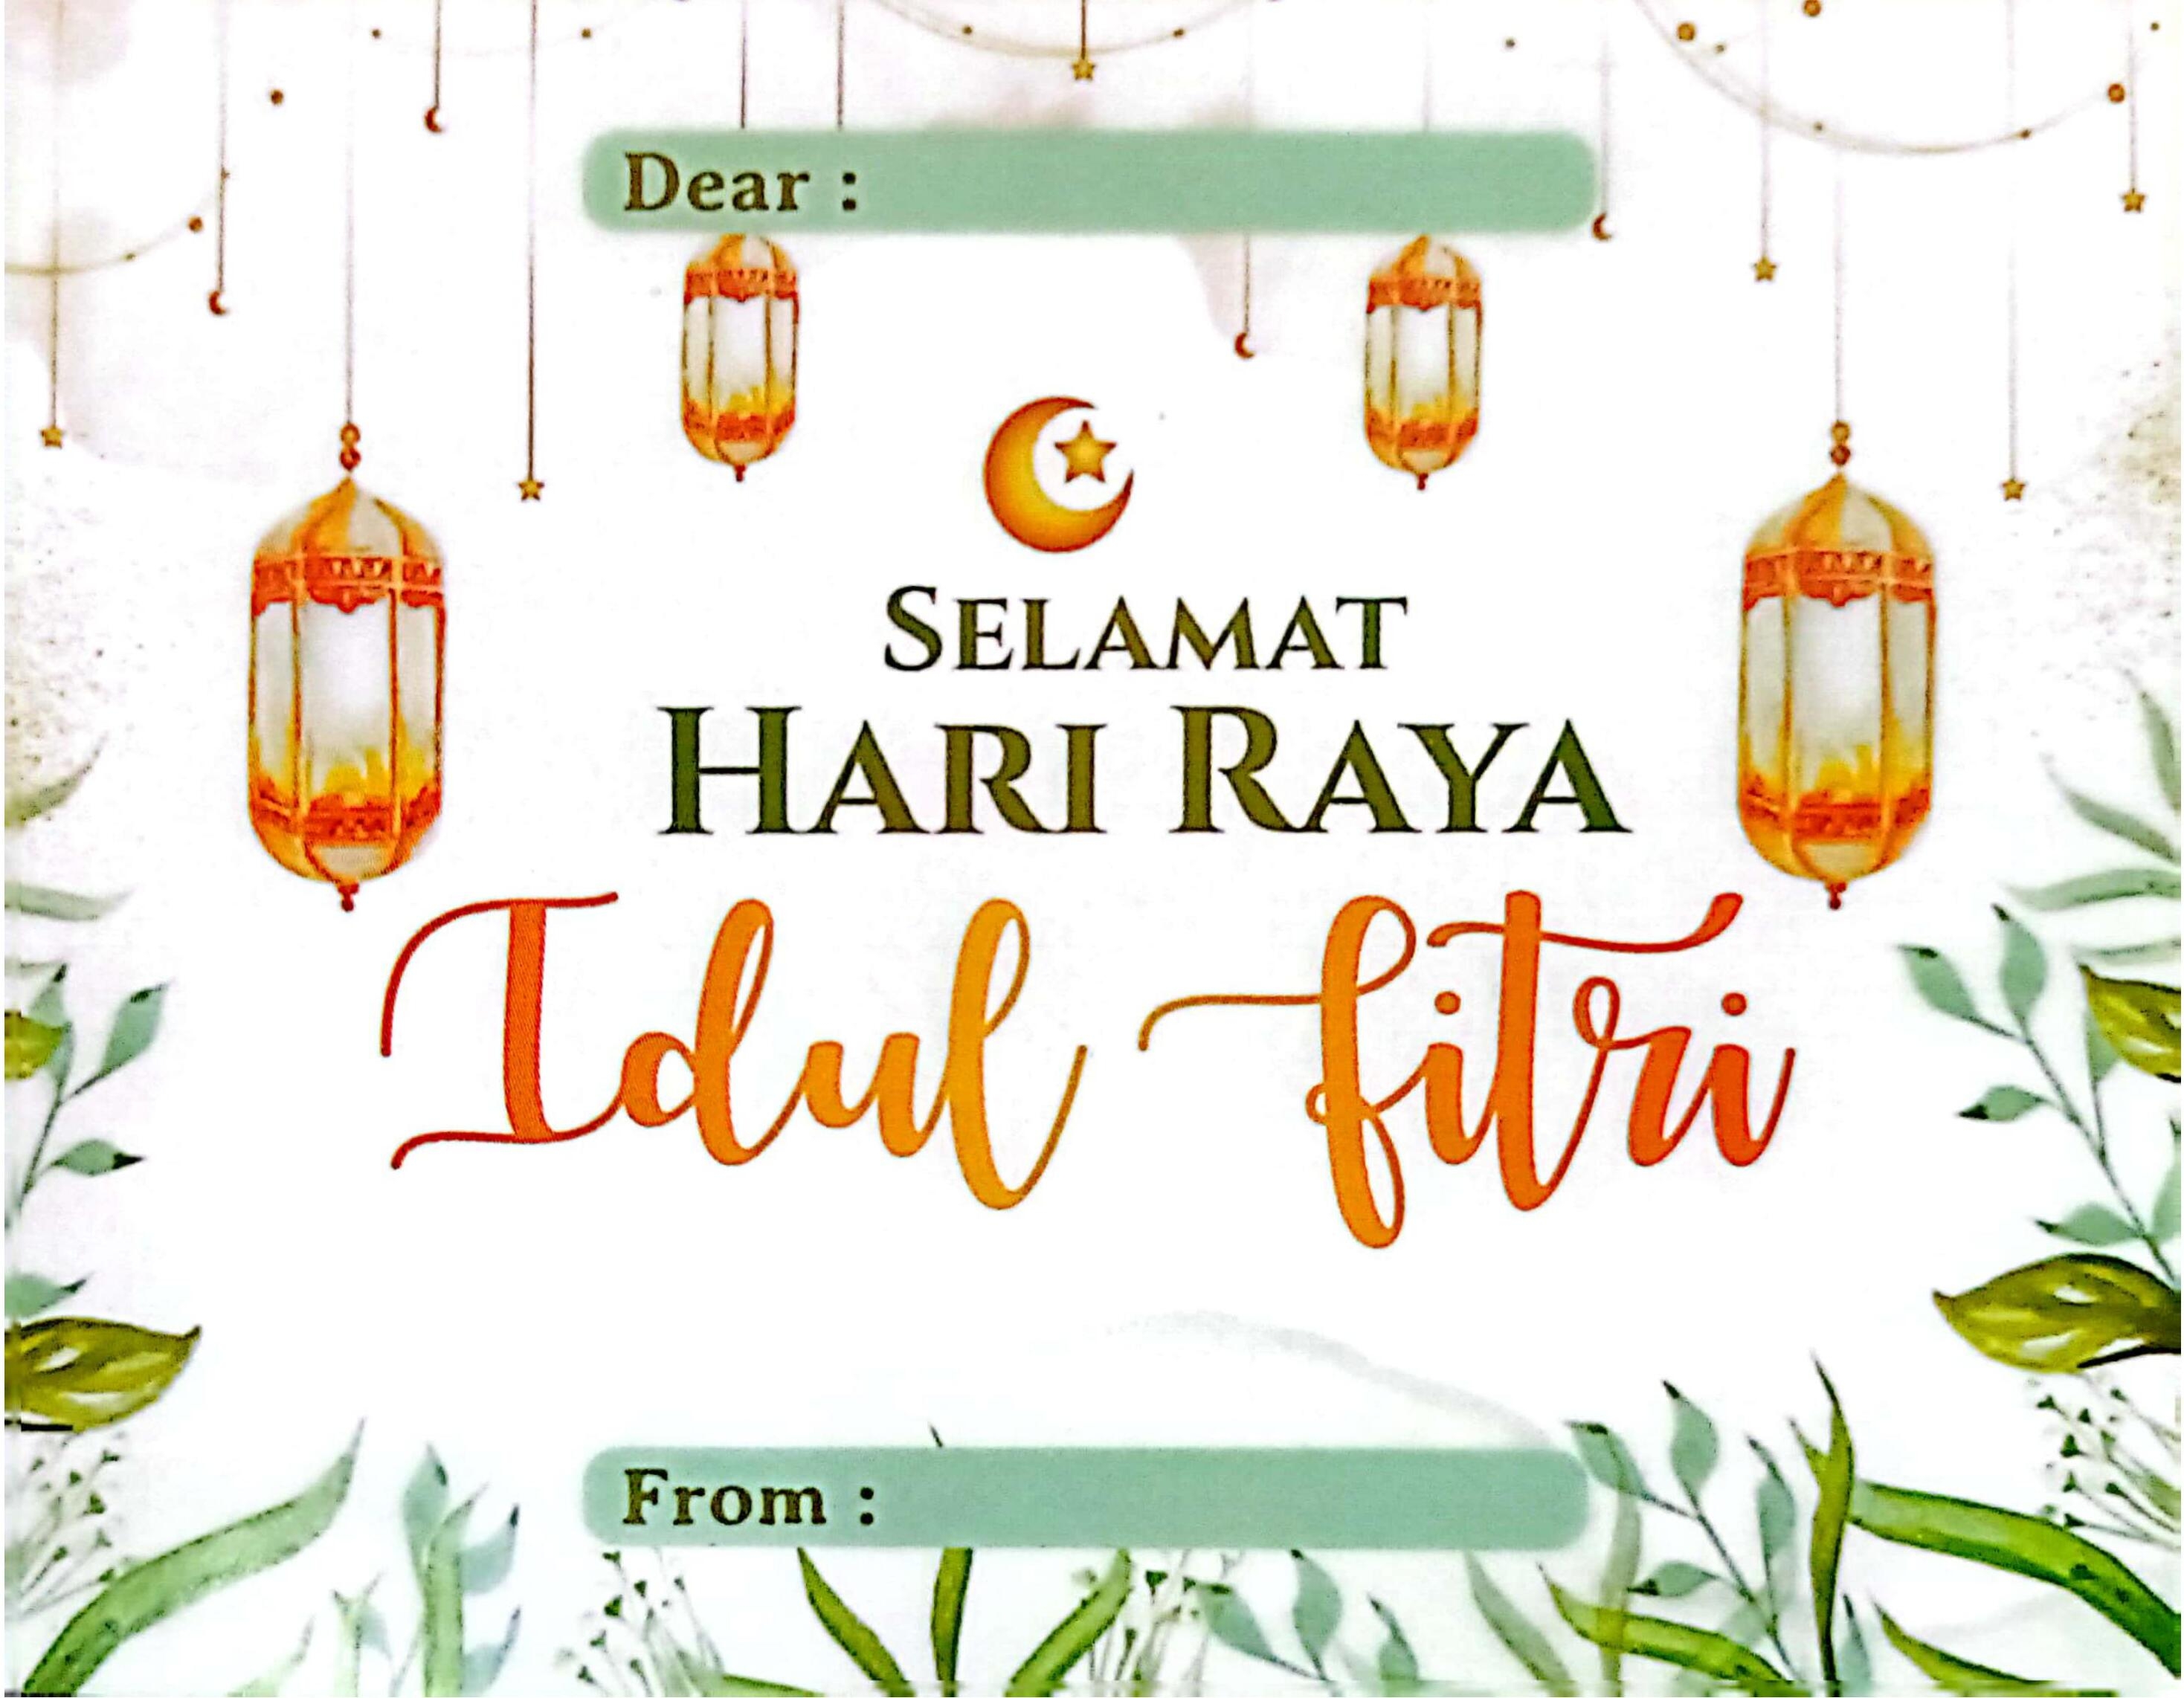 Dear :
SELAMAT
HARI RAYA
Idul fitri
From :